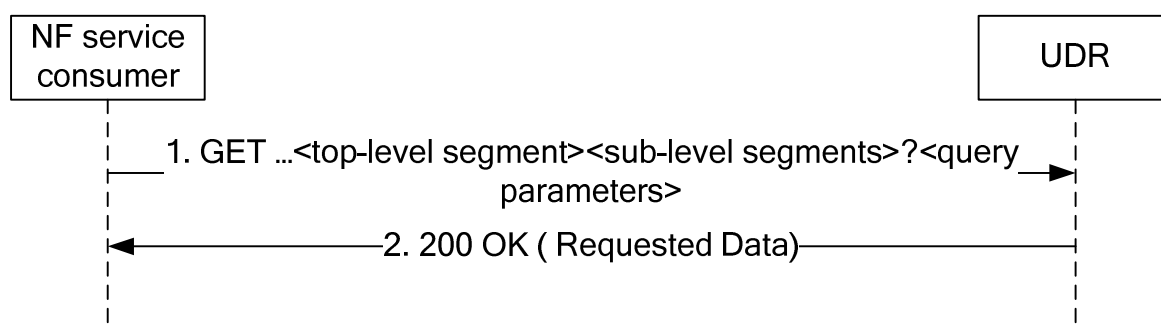 NF service
consumer
UDR
1. GET ...<top-level segment><sub-level segments>?<query
parameters>
2. 200 OK ( Requested Data)